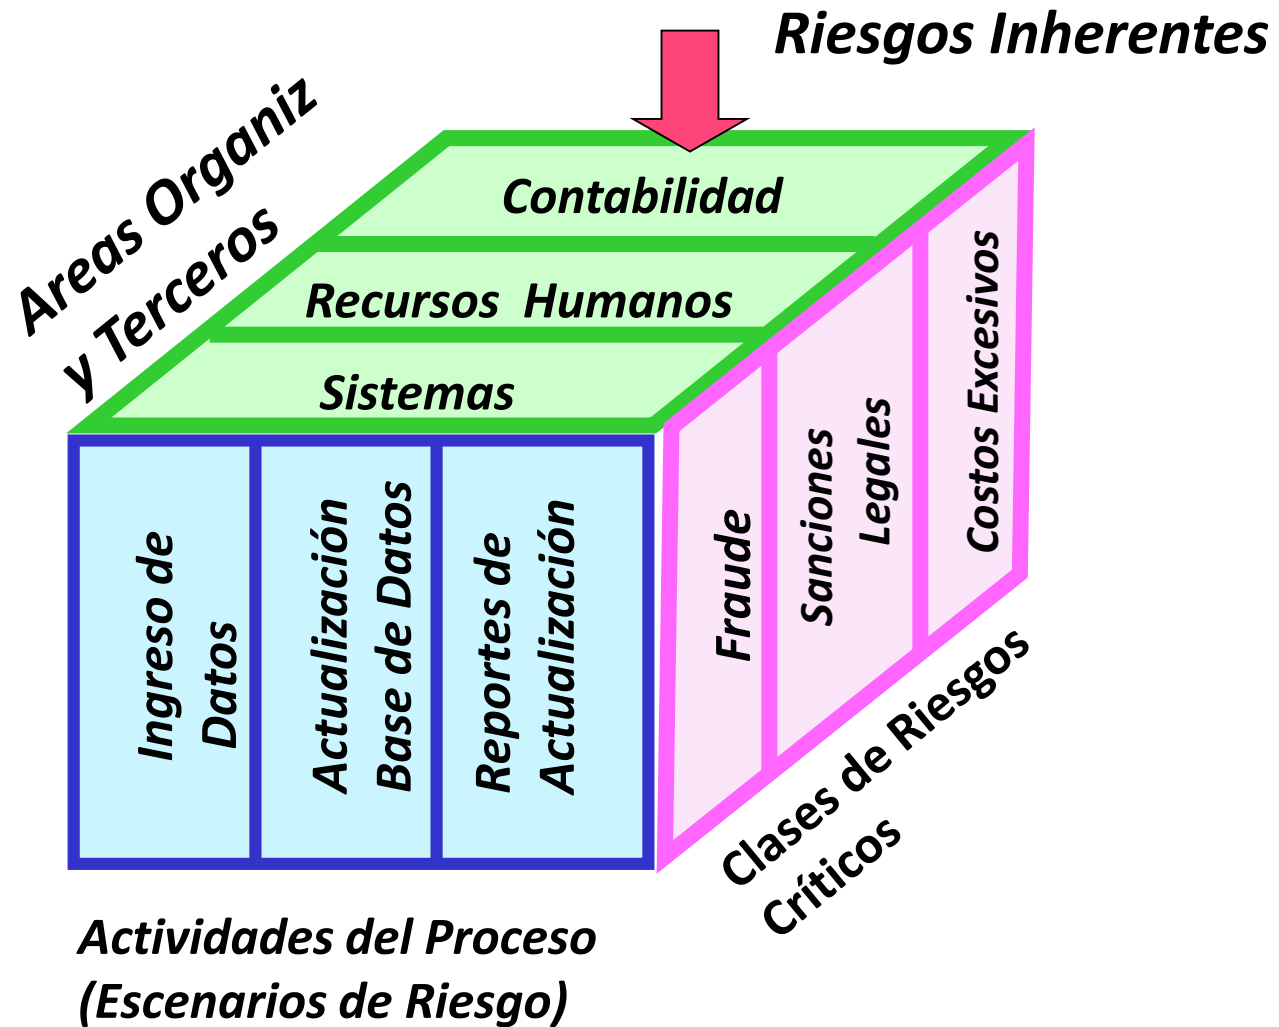 Riesgos Inherentes
Areas Organiz
y Terceros
Contabilidad
Recursos Humanos
Sistemas
Ingreso de
Datos
Actualización
Base de Datos
Reportes de
Actualización
Fraude
Sanciones
Legales
Costos Excesivos
Clases de Riesgos
Críticos
Actividades del Proceso
(Escenarios de Riesgo)